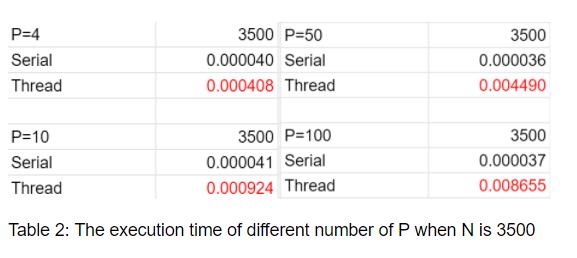 P=4 3500 P=50 3500
Serial 0.000040 Serial 0.000036
Thread 0.000408 Thread 0.004490
P=10 3500 P=100 3500
Serial 0.000041 Serial 0.000037
Thread 0.000924 Thread 0.008655
Table 2: The execution time of different number of P when N is 3500